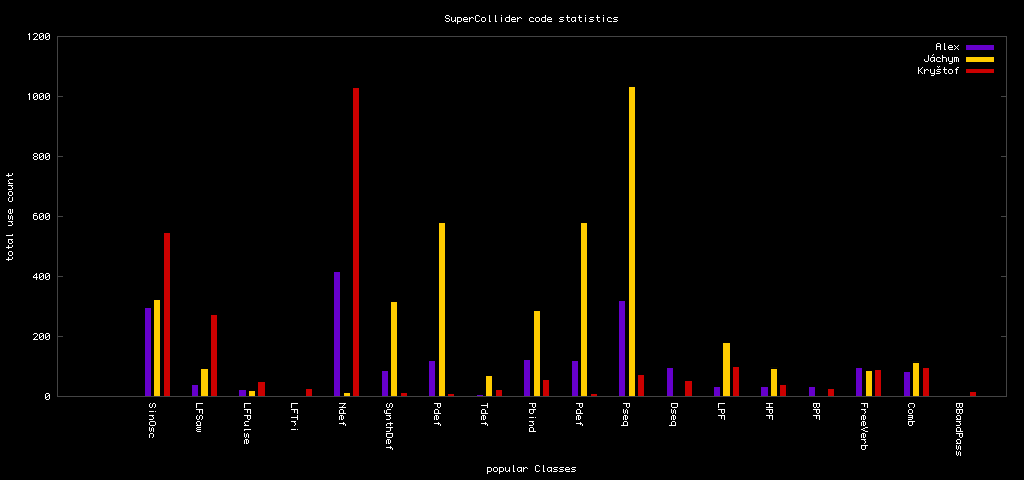 SuperCollider code statistics
1200
1000
800
600
400
200
0
total use count
Alex
Jáchym
Kryštof
SinOsc
LFSaw
LFPulse
LFTri
Ndef
SynthDef
Pdef
Tdef
Pbind
Pdef
Pseq
Dseq
LPF
HPF
BPF
FreeVerb
Comb
BBandPass
popular Classes